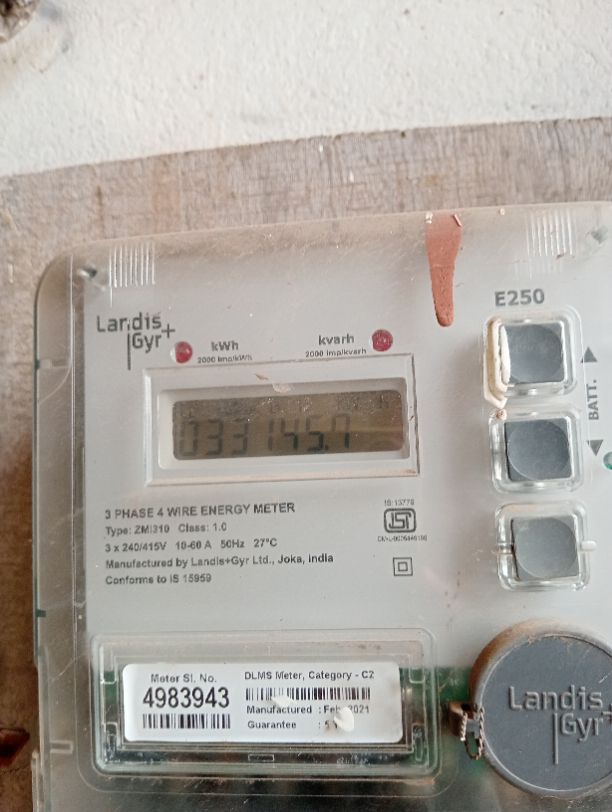 Landis
Gyr+
E250
kWh
2000 imp/kWh
kvarh
2000 imp/kvarh
BATT.
033145.7
3 PHASE 4 WIRE ENERGY METER
Type: ZMI310 Class: 1.0
3 x 240/415V 10-60 A 50Hz 27°C
Manufactured by Landis+Gyr Ltd., Joka, India
Conforms to IS 15959
Meter Sl. No.
4983943
DLMS Meter, Category - C2
Manufactured : Feb 2021
Guarantee : 5
Landis
Gyr+